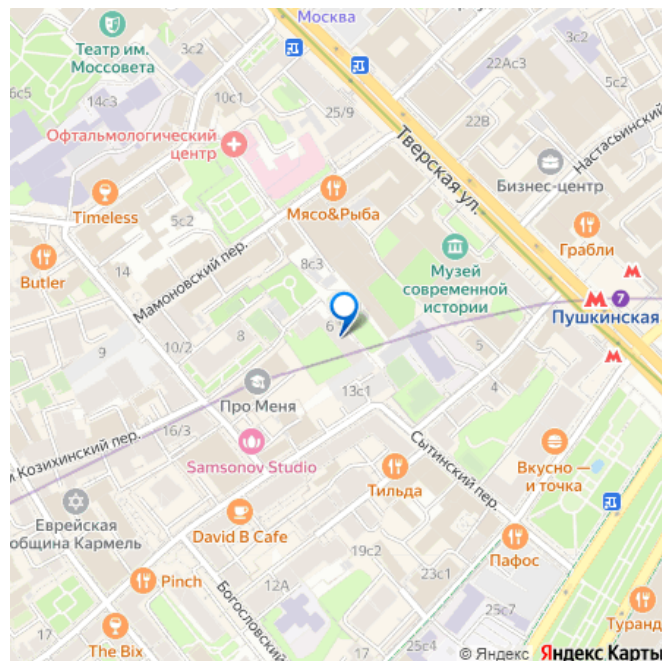 Москва
Театр им.
Моссовета
3с2
3с2
22Ас3
6с5
14с3
10с1
5с2
25/9
22В
Настасьинский
Офтальмологический
центр
Тверская ул.
Бизнес-центр
Timeless
5с2
Мясо&Рыба
Грабли
Butler
14
Мамоновский пер.
8с3
Музей
современной
истории
7
Пушкинская
6
8
10/2
9
5
4
13с1
Про Меня
16/3
й Козихинский пер.
Samsonov Studio
Сытинский пер.
Вкусно —
и точка
Тильда
Еврейская
община Кармель
David B Cafe
19с2
Пафос
Pinch
12А
23с1
Богословский
25с7
17
The Bix
Туранд
© Яндекс Яндекс Карты